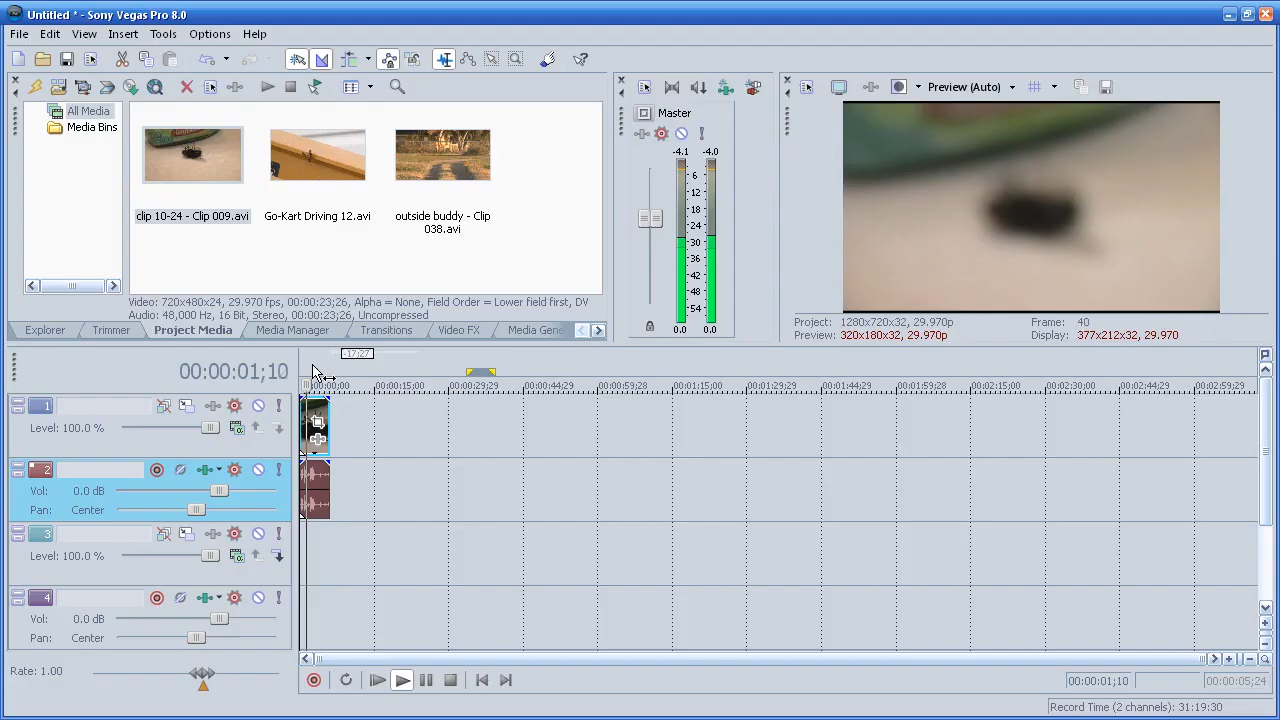 Untitled * - Sony Vegas Pro 8.0
File Edit View Insert Tools Options Help
All Media
Media Bins
clip 10-24 - Clip 009.avi
Go-Kart Driving 12.avi
outside buddy - Clip 038.avi
Video: 720x480x24, 29.970 fps, 00:00:23;26, Alpha = None, Field Order = Lower field first, DV
Audio: 48,000 Hz, 16 Bit, Stereo, 00:00:23;26, Uncompressed
Explorer Trimmer Project Media Media Manager Transitions Video FX Media Gene
Master
-4.1 -4.0
6
12
18
24
30
36
42
48
54
0.0 0.0
Preview (Auto)
Project: 1280x720x32, 29.970p
Frame: 40
Preview: 320x180x32, 29.970p
Display: 377x212x32, 29.970
00:00:01;10
-17;27
00:00:15;00 00:00:29;29 00:00:44;29 00:00:59;28 00:01:15;00 00:01:29;29 00:01:44;29 00:01:59;28 00:02:15;00 00:02:30;00 00:02:44;29 00:02:59;29
1
Level: 100.0 %
2
Vol: 0.0 dB
Pan: Center
3
Level: 100.0 %
4
Vol: 0.0 dB
Pan: Center
Rate: 1.00
00:00:01;10
00:00:05;24
Record Time (2 channels): 31:19:30